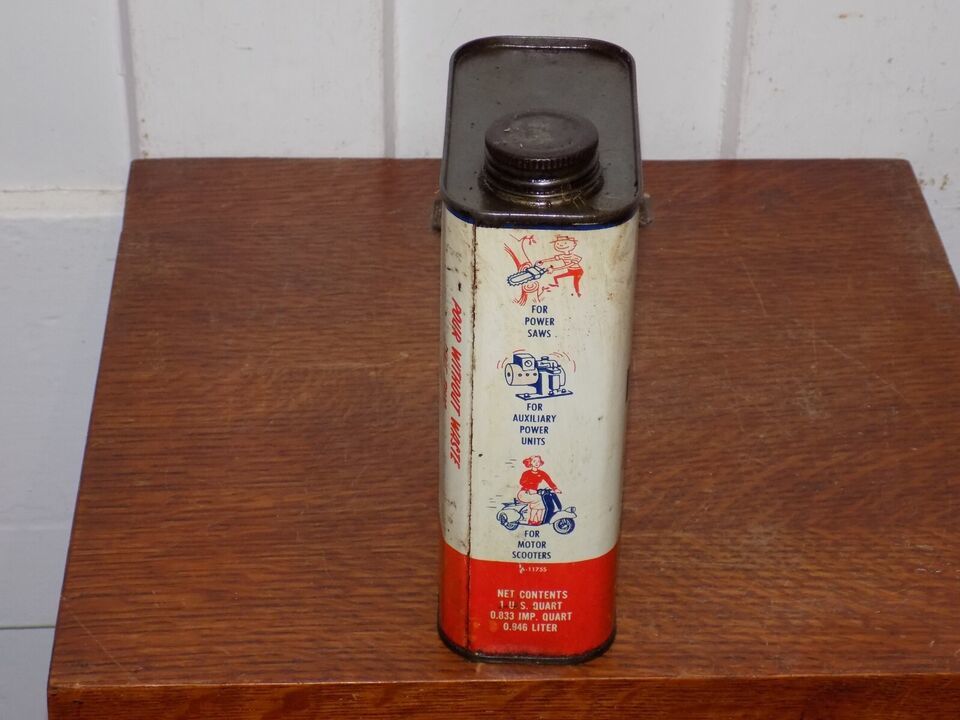 FOR
POWER
SAWS
FOR
AUXILIARY
POWER
UNITS
FOR
MOTOR
SCOOTERS
A-11755
NET CONTENTS
1 U.S. QUART
0.833 IMP. QUART
0.946 LITER
POUR WITHOUT WASTE